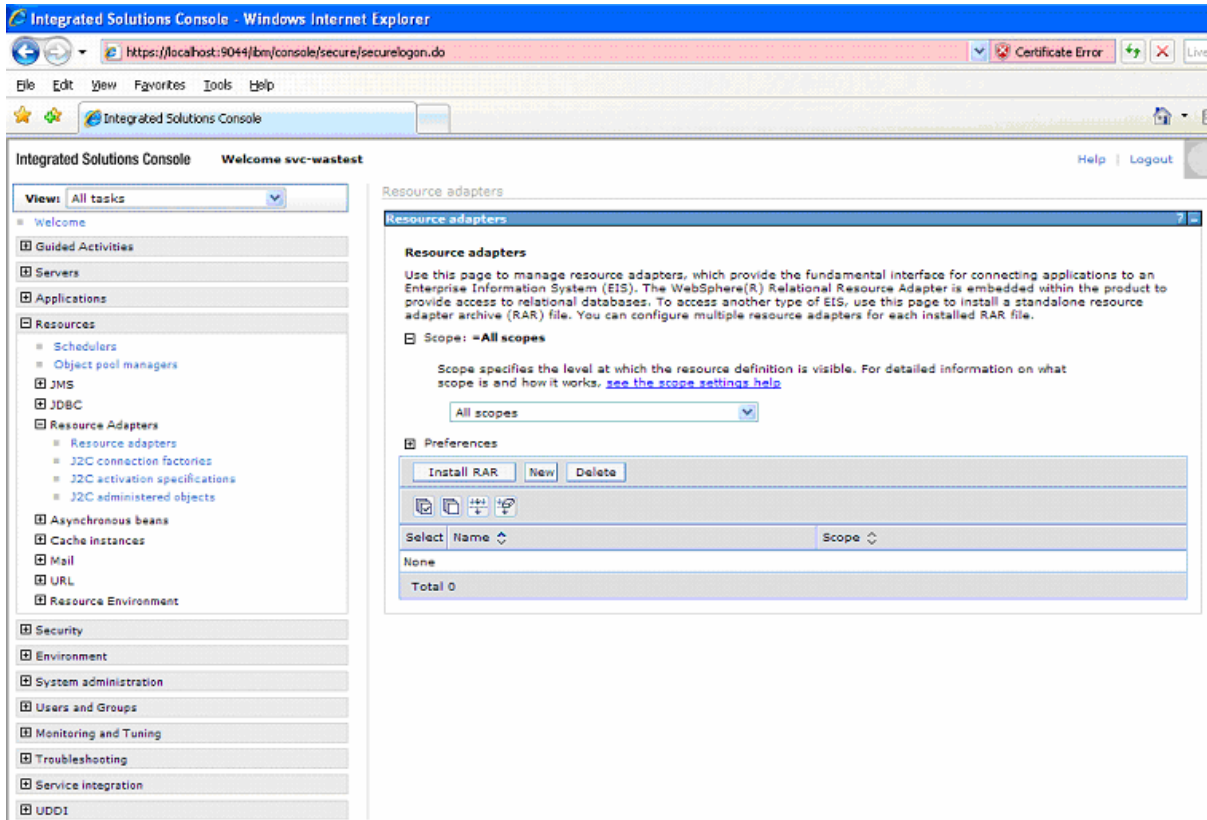 Integrated Solutions Console - Windows Internet Explorer
https://localhost:9044/ibm/console/secure/securelogon.do
Certificate Error
Live
File Edit View Favorites Tools Help
Integrated Solutions Console
Integrated Solutions Console Welcome svc-wastest
Help | Logout
View: All tasks
Welcome
Guided Activities
Servers
Applications
Resources
Schedulers
Object pool managers
JMS
JDBC
Resource Adapters
Resource adapters
J2C connection factories
J2C activation specifications
J2C administered objects
Asynchronous beans
Cache instances
Mail
URL
Resource Environment
Security
Environment
System administration
Users and Groups
Monitoring and Tuning
Troubleshooting
Service integration
UDDI
Resource adapters
Resource adapters ? -
Resource adapters
Use this page to manage resource adapters, which provide the fundamental interface for connecting applications to an
Enterprise Information System (EIS). The WebSphere(R) Relational Resource Adapter is embedded within the product to
provide access to relational databases. To access another type of EIS, use this page to install a standalone resource
adapter archive (RAR) file. You can configure multiple resource adapters for each installed RAR file.
Scope: =All scopes
Scope specifies the level at which the resource definition is visible. For detailed information on what
scope is and how it works, see the scope settings help
All scopes
Preferences
Install RAR New Delete
Select Name Scope
None
Total 0